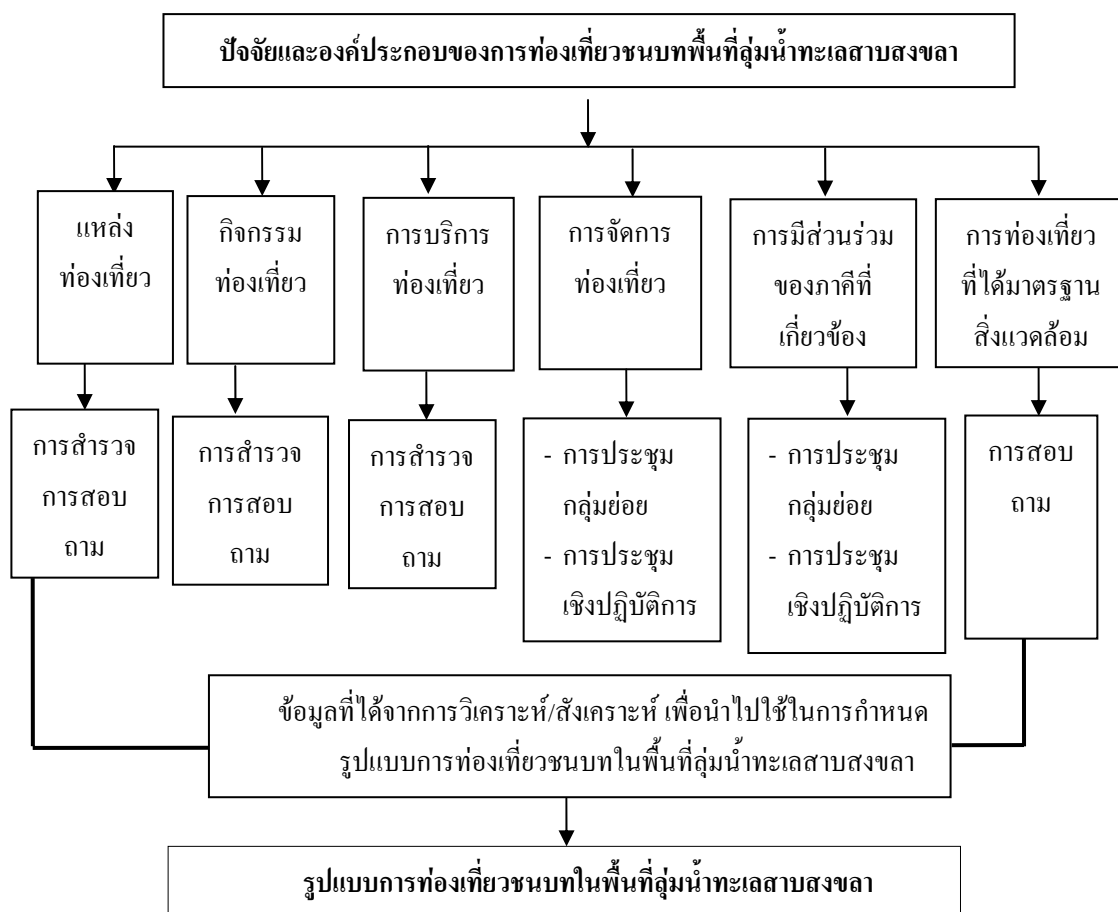 ปัจจัยและองค์ประกอบของการท่องเที่ยวชนบทพื้นที่ลุ่มน้ำทะเลสาบสงขลา
แหล่ง
ท่องเที่ยว
กิจกรรม
ท่องเที่ยว
การบริการ
ท่องเที่ยว
การจัดการ
ท่องเที่ยว
การมีส่วนร่วม
ของภาคีที่
เกี่ยวข้อง
การท่องเที่ยว
ที่ได้มาตรฐาน
สิ่งแวดล้อม
การสำรวจ
การสอบ
ถาม
การสำรวจ
การสอบ
ถาม
การสำรวจ
การสอบ
ถาม
- การประชุม
กลุ่มย่อย
- การประชุม
เชิงปฏิบัติการ
- การประชุม
กลุ่มย่อย
- การประชุม
เชิงปฏิบัติการ
การสอบ
ถาม
ข้อมูลที่ได้จากการวิเคราะห์/สังเคราะห์ เพื่อนำไปใช้ในการกำหนด
รูปแบบการท่องเที่ยวชนบทในพื้นที่ลุ่มน้ำทะเลสาบสงขลา
รูปแบบการท่องเที่ยวชนบทในพื้นที่ลุ่มน้ำทะเลสาบสงขลา